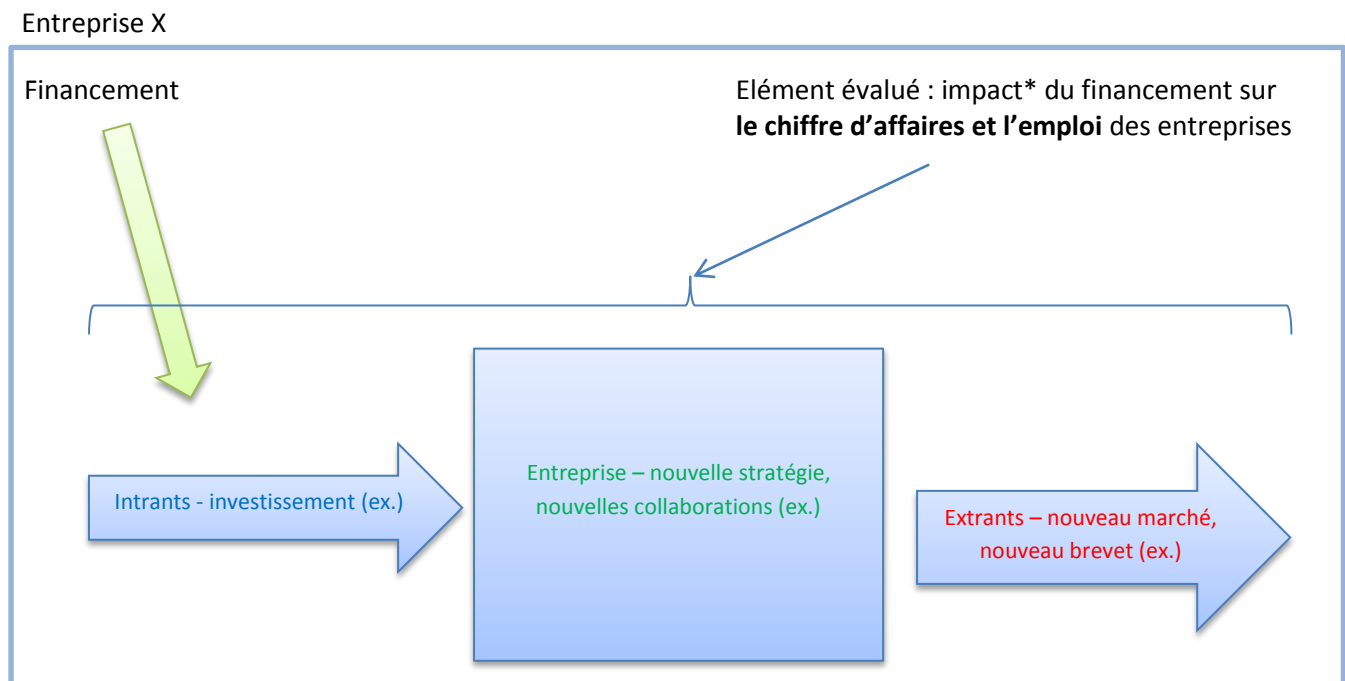 Entreprise X
Financement
Elément évalué : impact* du financement sur
le chiffre d’affaires et l’emploi des entreprises
Intrants - investissement (ex.)
Entreprise – nouvelle stratégie,
nouvelles collaborations (ex.)
Extrants – nouveau marché,
nouveau brevet (ex.)